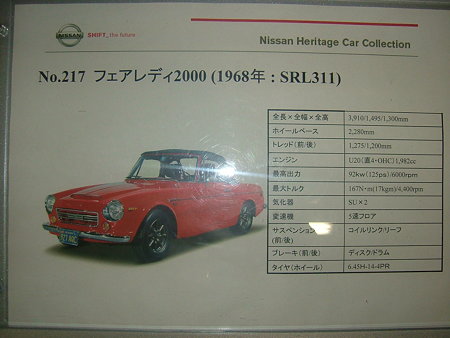 NISSAN
SHIFT_the future
Nissan Heritage Car Collection
No.217 フェアレディ2000 (1968年 : SRL311)
全長×全幅×全高 3,910/1,495/1,300mm
ホイールベース 2,280mm
トレッド(前/後) 1,275/1,200mm
エンジン U20(直4・OHC)1,982cc
最高出力 92kw(125ps)/6000rpm
最大トルク 167N・m(17kgm)/4,400rpm
気化器 SU×2
変速機 5速フロア
サスペンション コイルリンク/リーフ
(前/後)
ブレーキ(前/後) ディスク/ドラム
タイヤ(ホイール) 6.45H-14-4PR